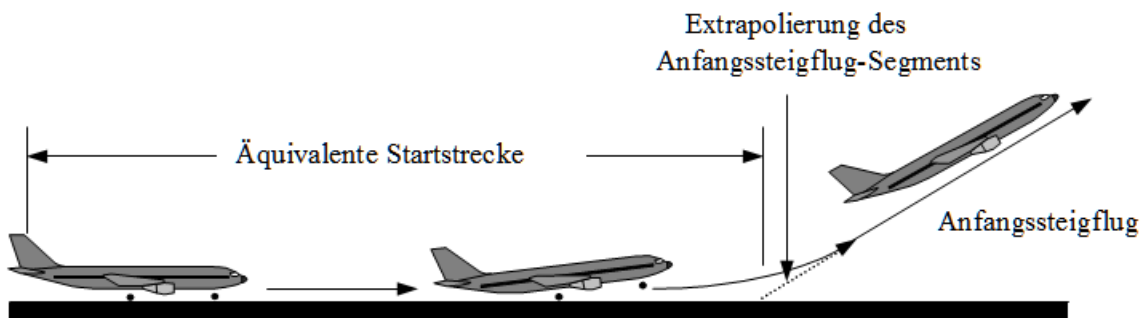 Extrapolierung des
Anfangssteigflug-Segments
Äquivalente Startstrecke
Anfangssteigflug